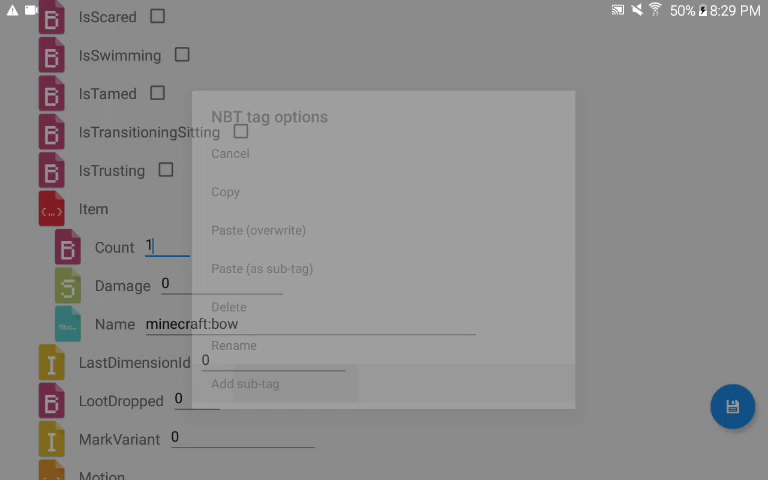 50% 8:29 PM
IsScared
IsSwimming
IsTamed
NBT tag options
IsTransitioningSitting
Cancel
IsTrusting
Copy
Item
Paste (overwrite)
Count 1
Paste (as sub-tag)
Damage 0
Delete
Name minecraft:bow
Rename
LastDimensionId 0
Add sub-tag
LootDropped 0
MarkVariant 0
Motion